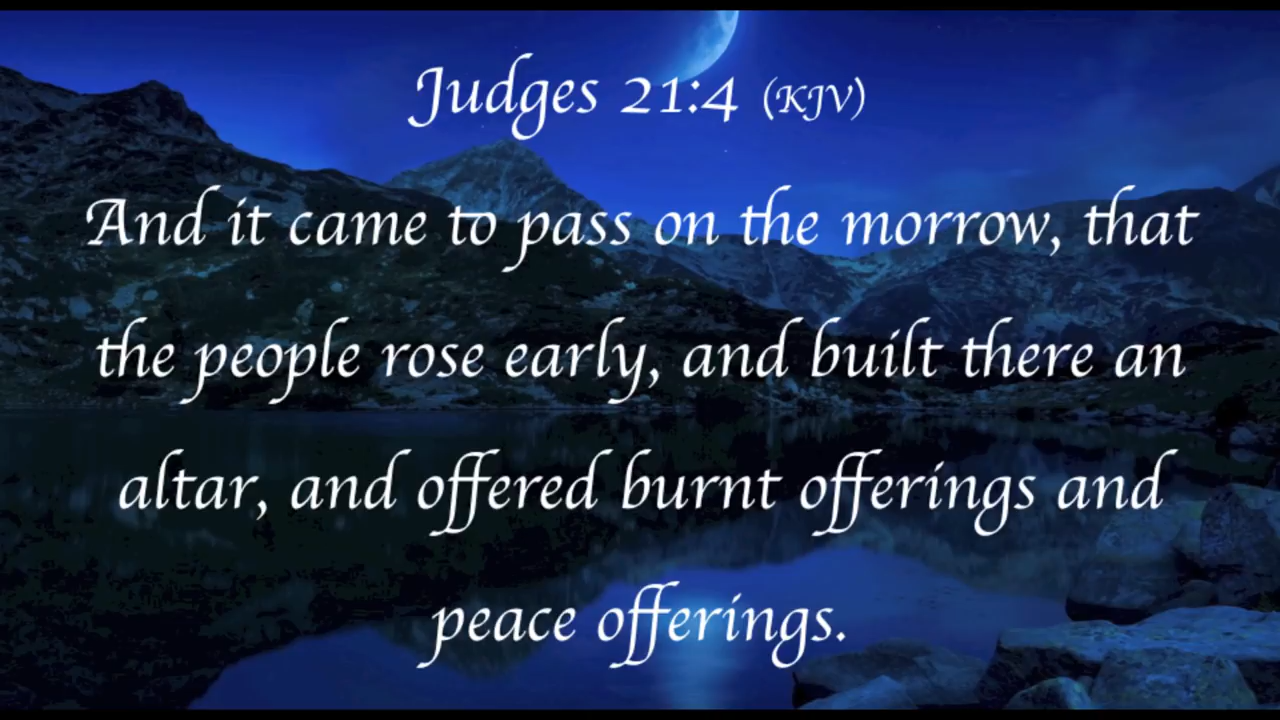 Judges 21:4 (KJV)
And it came to pass on the morrow, that
the people rose early, and built there an
altar, and offered burnt offerings and
peace offerings.